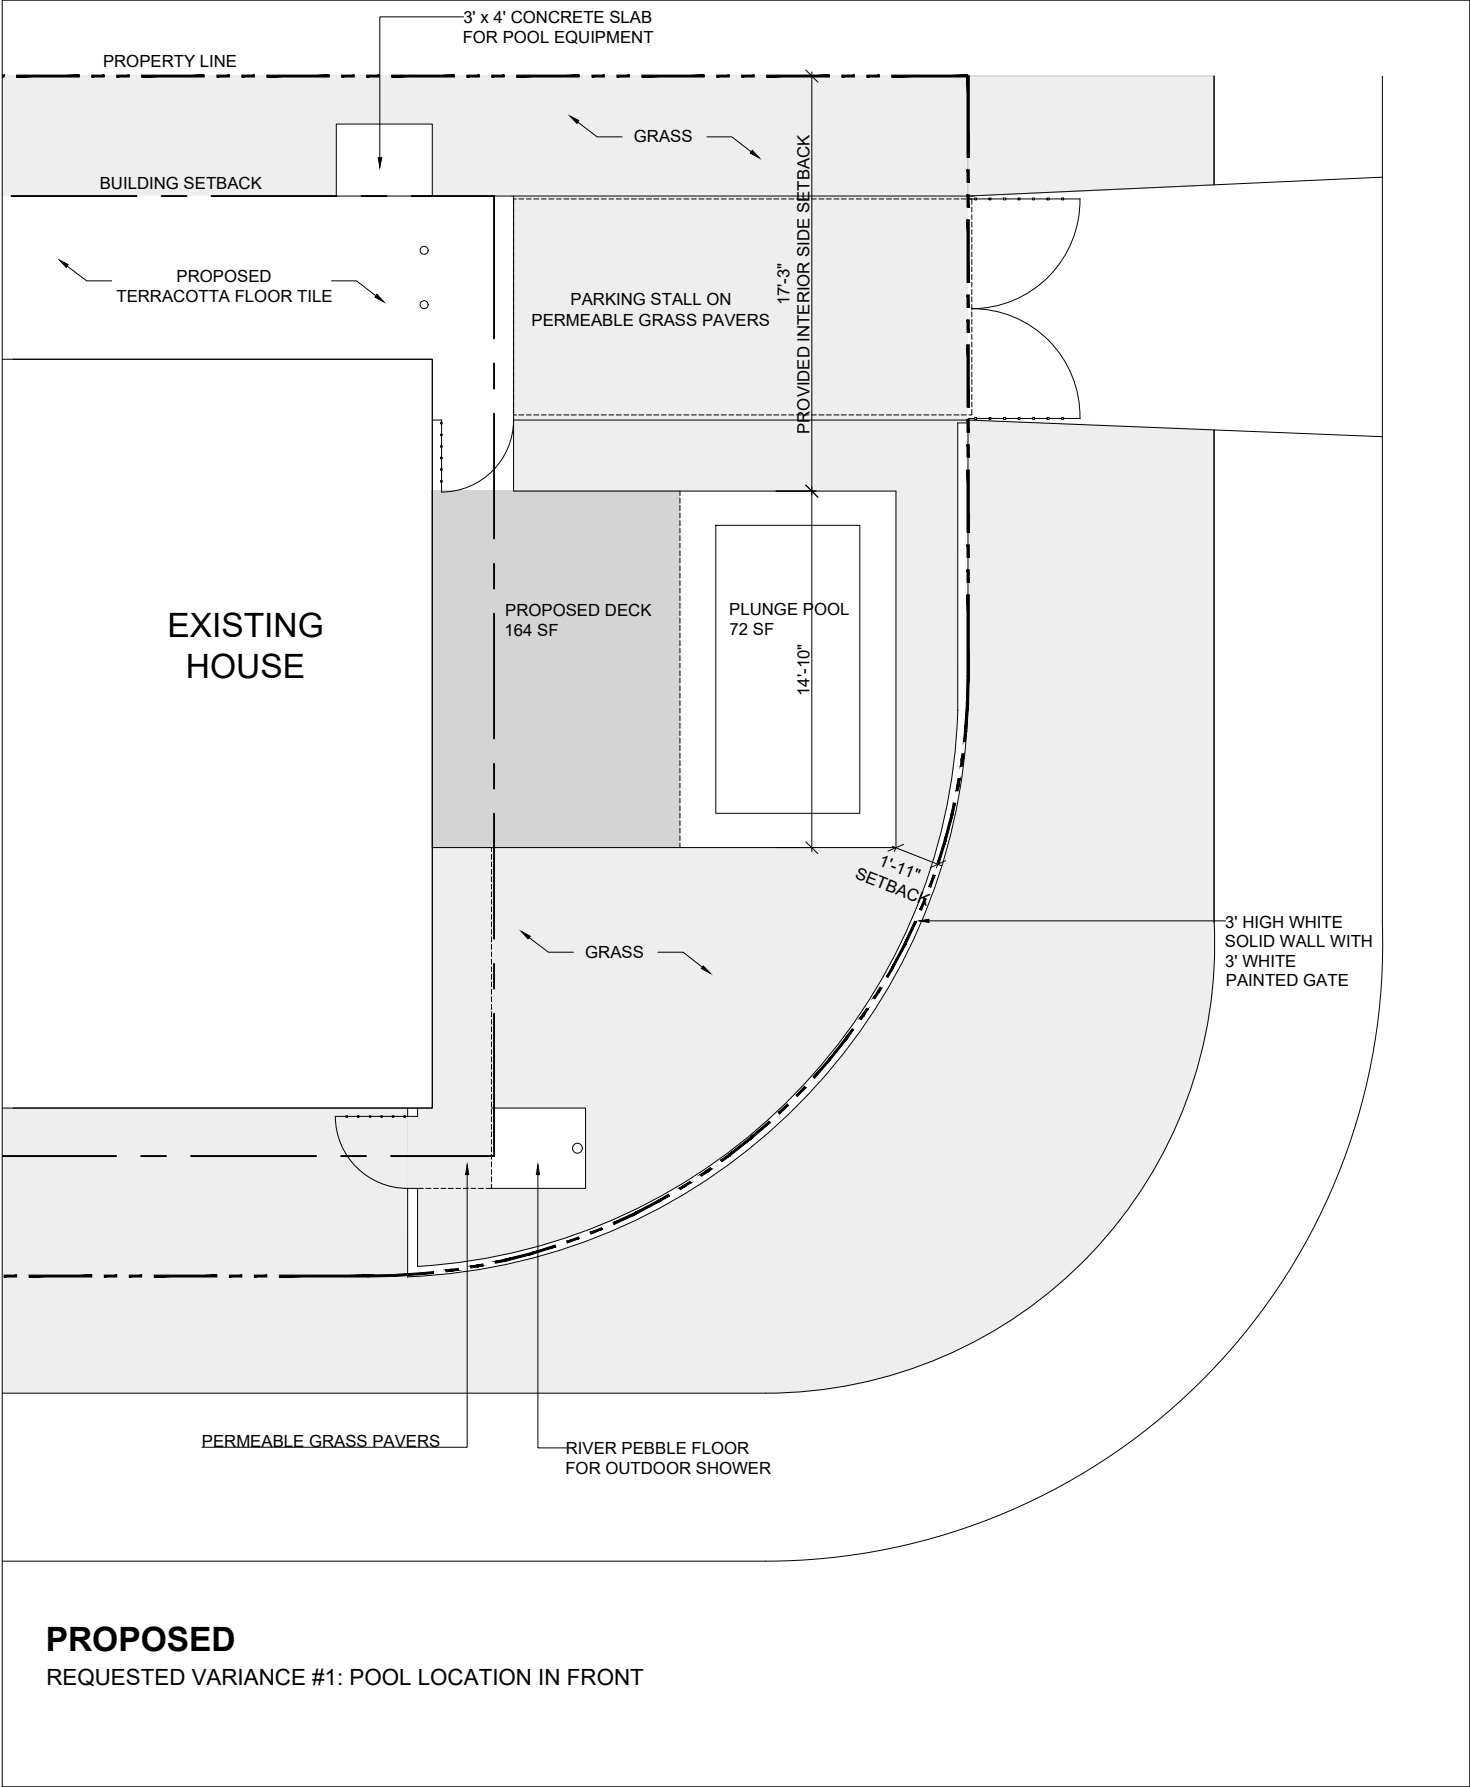 3' x 4' CONCRETE SLAB
FOR POOL EQUIPMENT
PROPERTY LINE
GRASS
BUILDING SETBACK
17'-3"
PROVIDED INTERIOR SIDE SETBACK
PROPOSED
TERRACOTTA FLOOR TILE
PARKING STALL ON
PERMEABLE GRASS PAVERS
EXISTING
HOUSE
PROPOSED DECK
164 SF
PLUNGE POOL
72 SF
14'-10"
1'-11"
SETBACK
3' HIGH WHITE
SOLID WALL WITH
3' WHITE
PAINTED GATE
GRASS
PERMEABLE GRASS PAVERS
RIVER PEBBLE FLOOR
FOR OUTDOOR SHOWER
PROPOSED
REQUESTED VARIANCE #1: POOL LOCATION IN FRONT